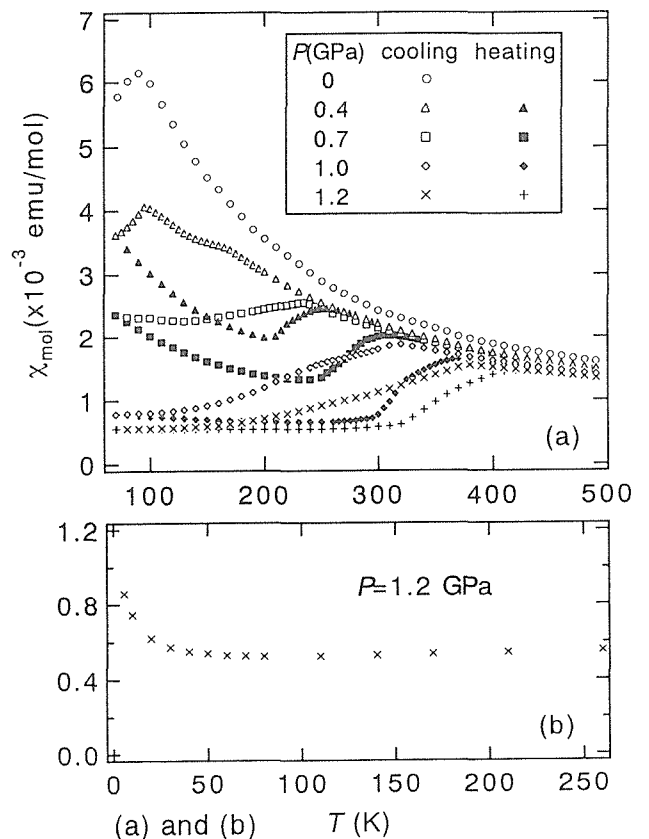 7
6
5
4
3
2
1
0
χmol(x10⁻³ emu/mol)
P(GPa) cooling heating
0 ○
0.4 △ ▲
0.7 □ ■
1.0 ◇ ◆
1.2 × +
(a)
100 200 300 400 500
1.2
0.8
0.4
0.0
P=1.2 GPa
(b)
0 50 100 150 200 250
(a) and (b) T (K)